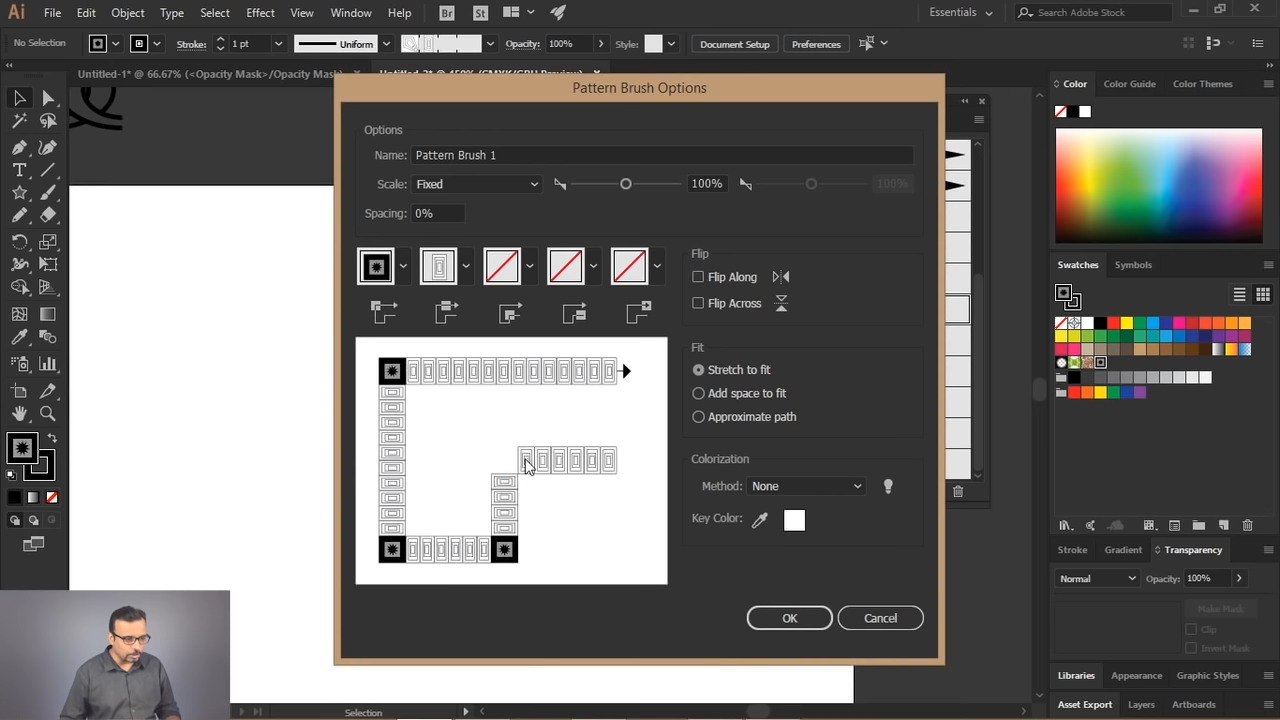 Ai File Edit Object Type Select Effect View Window Help Br St Essentials Search Adobe Stock
No Selection Stroke: 1 pt Uniform Opacity: 100% Style: Document Setup Preferences
Untitled-1* @ 66.67% (<Opacity Mask>/Opacity Mask)
Pattern Brush Options
Options
Name: Pattern Brush 1
Scale: Fixed 100% 100%
Spacing: 0%
Flip
Flip Along
Flip Across
Fit
Stretch to fit
Add space to fit
Approximate path
Colorization
Method: None
Key Color:
OK Cancel
Color Color Guide Color Themes
Swatches Symbols
Stroke Gradient Transparency
Normal Opacity: 100%
Make Mask
Clip
Invert Mask
Libraries Appearance Graphic Styles
Asset Export Layers Artboards
Selection